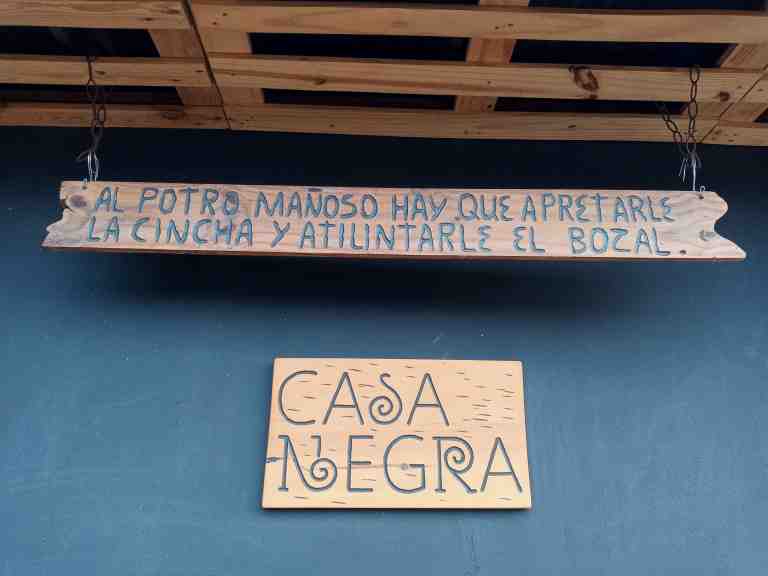 AL POTRO MAÑOSO HAY QUE APRETARLE
LA CINCHA Y ATILINTARLE EL BOZAL
CASA
NEGRA